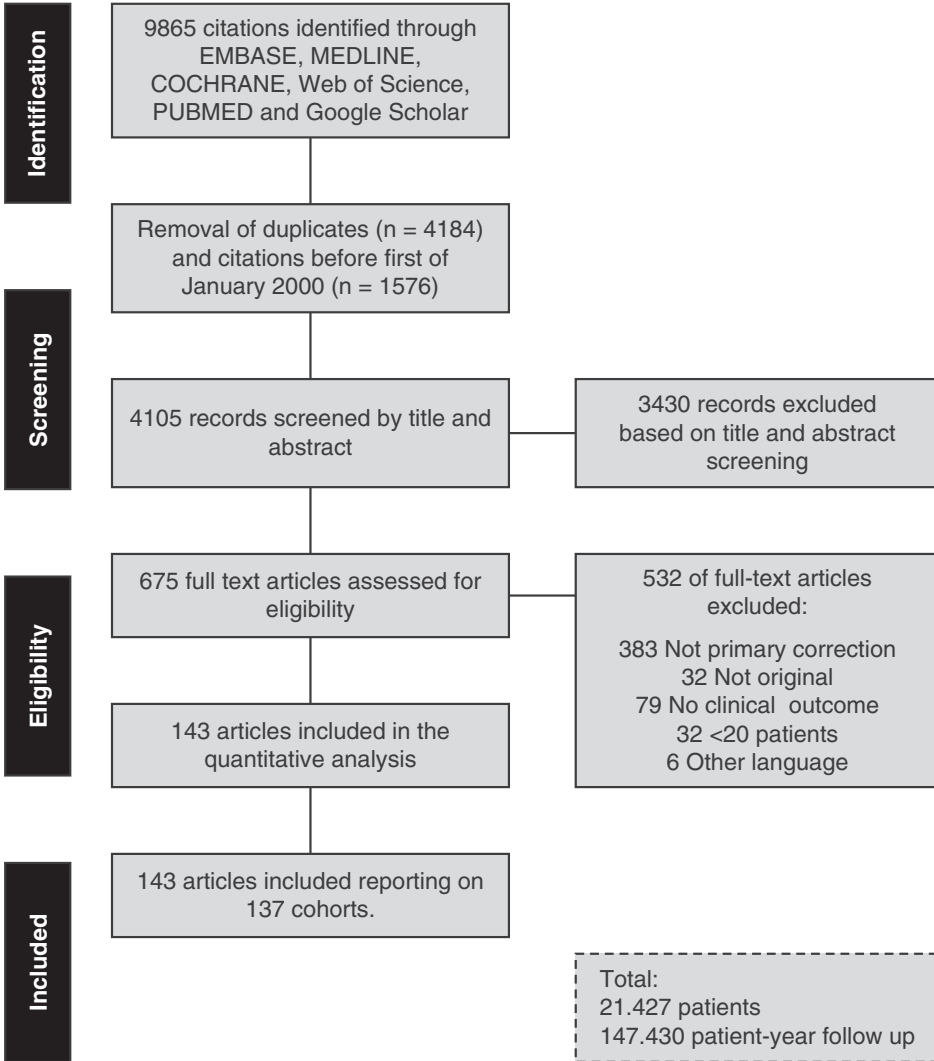 Identification
9865 citations identified through
EMBASE, MEDLINE,
COCHRANE, Web of Science,
PUBMED and Google Scholar
Removal of duplicates (n = 4184)
and citations before first of
January 2000 (n = 1576)
Screening
4105 records screened by title and
abstract
3430 records excluded
based on title and abstract
screening
Eligibility
675 full text articles assessed for
eligibility
532 of full-text articles
excluded:
383 Not primary correction
32 Not original
79 No clinical outcome
32 <20 patients
6 Other language
143 articles included in the
quantitative analysis
Included
143 articles included reporting on
137 cohorts.
Total:
21.427 patients
147.430 patient-year follow up